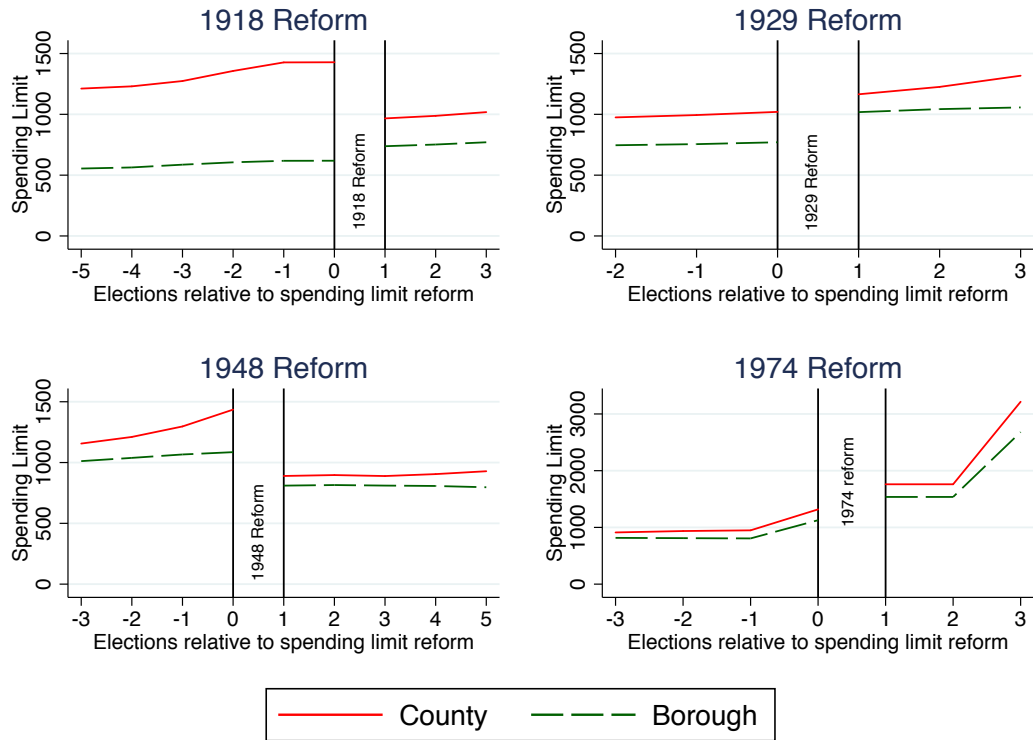 1918 Reform
Spending Limit
0 500 1000 1500
1918 Reform
-5 -4 -3 -2 -1 0 1 2 3
Elections relative to spending limit reform
1929 Reform
Spending Limit
0 500 1000 1500
1929 Reform
-2 -1 0 1 2 3
Elections relative to spending limit reform
1948 Reform
Spending Limit
0 500 1000 1500
1948 Reform
-3 -2 -1 0 1 2 3 4 5
Elections relative to spending limit reform
1974 Reform
Spending Limit
0 1000 2000 3000
1974 reform
-3 -2 -1 0 1 2 3
Elections relative to spending limit reform
County Borough